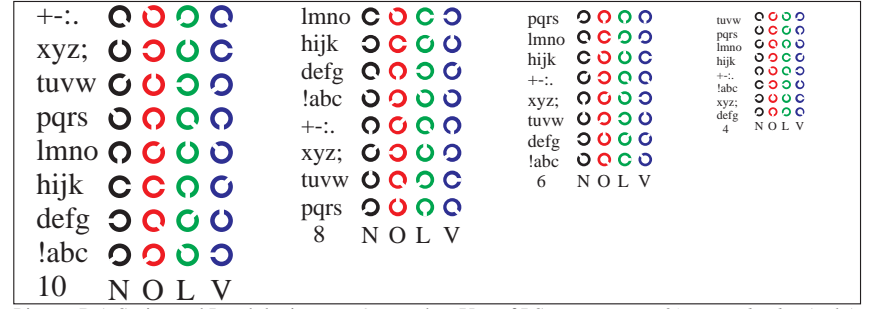 +-:.
xyz;
tuvw
pqrs
lmno
hijk
defg
!abc
10 N O L V
lmno
hijk
defg
!abc
+-:.
xyz;
tuvw
pqrs
8 N O L V
pqrs
lmno
hijk
+-:.
xyz;
tuvw
defg
!abc
6 N O L V
tuvw
pqrs
lmno
hijk
+-:.
!abc
xyz;
defg
4 N O L V